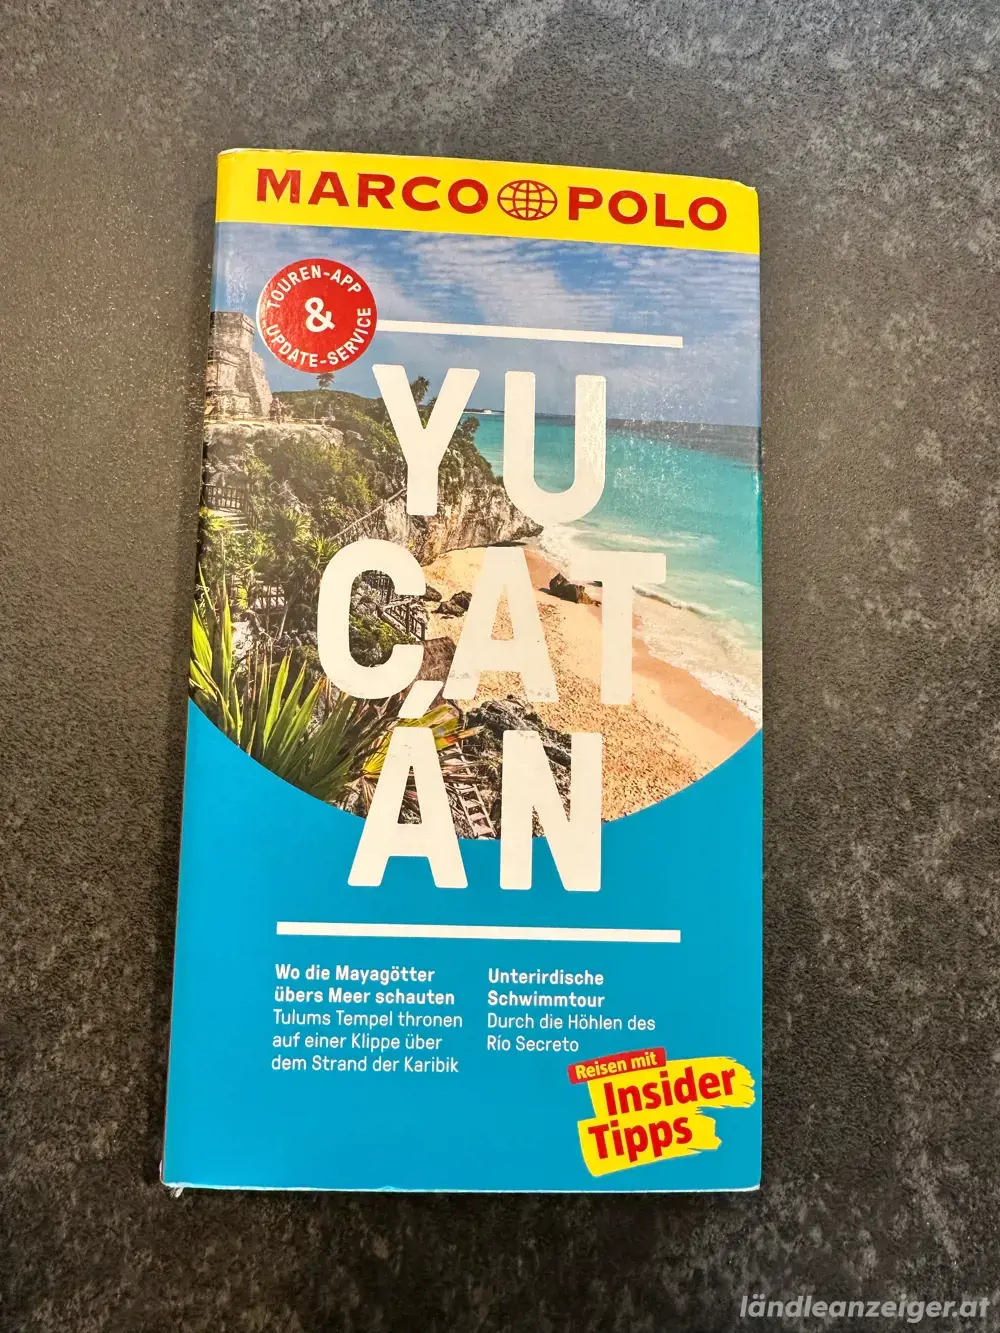 MARCO POLO
TOUREN-APP
&
UPDATE-SERVICE
YU
CAT
ÁN
Wo die Mayagötter
übers Meer schauten
Tulums Tempel thronen
auf einer Klippe über
dem Strand der Karibik
Unterirdische
Schwimmtour
Durch die Höhlen des
Río Secreto
Reisen mit
Insider
Tipps
ländleanzeiger.at